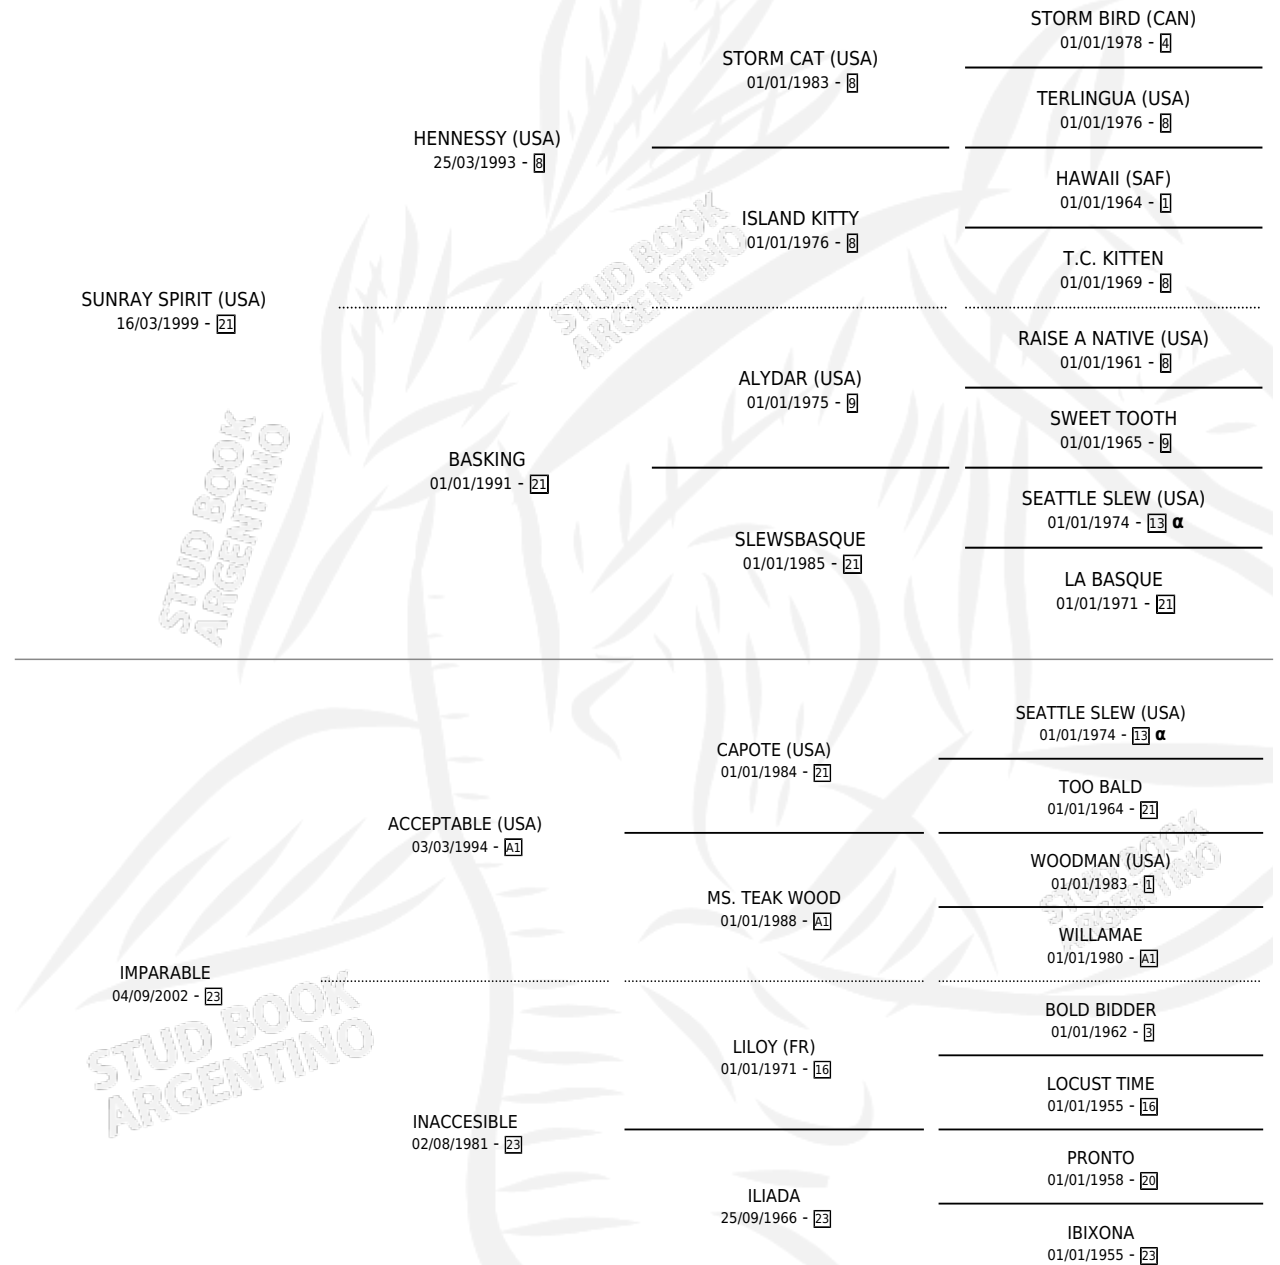 STORM BIRD (CAN)
01/01/1978 - 4
STORM CAT (USA)
01/01/1983 - 8
TERLINGUA (USA)
01/01/1976 - 8
HENNESSY (USA)
25/03/1993 - 8
HAWAII (SAF)
01/01/1964 - 1
ISLAND KITTY
01/01/1976 - 8
T.C. KITTEN
01/01/1969 - 8
SUNRAY SPIRIT (USA)
16/03/1999 - 21
RAISE A NATIVE (USA)
01/01/1961 - 8
ALYDAR (USA)
01/01/1975 - 9
SWEET TOOTH
01/01/1965 - 9
BASKING
01/01/1991 - 21
SEATTLE SLEW (USA)
01/01/1974 - 13 α
SLEWSBASQUE
01/01/1985 - 21
LA BASQUE
01/01/1971 - 21
SEATTLE SLEW (USA)
01/01/1974 - 13 α
CAPOTE (USA)
01/01/1984 - 21
TOO BALD
01/01/1964 - 21
ACCEPTABLE (USA)
03/03/1994 - A1
WOODMAN (USA)
01/01/1983 - 1
MS. TEAK WOOD
01/01/1988 - A1
WILLAMAE
01/01/1980 - A1
IMPARABLE
04/09/2002 - 23
BOLD BIDDER
01/01/1962 - 3
LILOY (FR)
01/01/1971 - 16
LOCUST TIME
01/01/1955 - 16
INACCESIBLE
02/08/1981 - 23
PRONTO
01/01/1958 - 20
ILIADA
25/09/1966 - 23
IBIXONA
01/01/1955 - 23
STUD BOOK
ARGENTINO
STUD BOOK
ARGENTINO
STUD BOOK
ARGENTINO
STUD BOOK
ARGENTINO